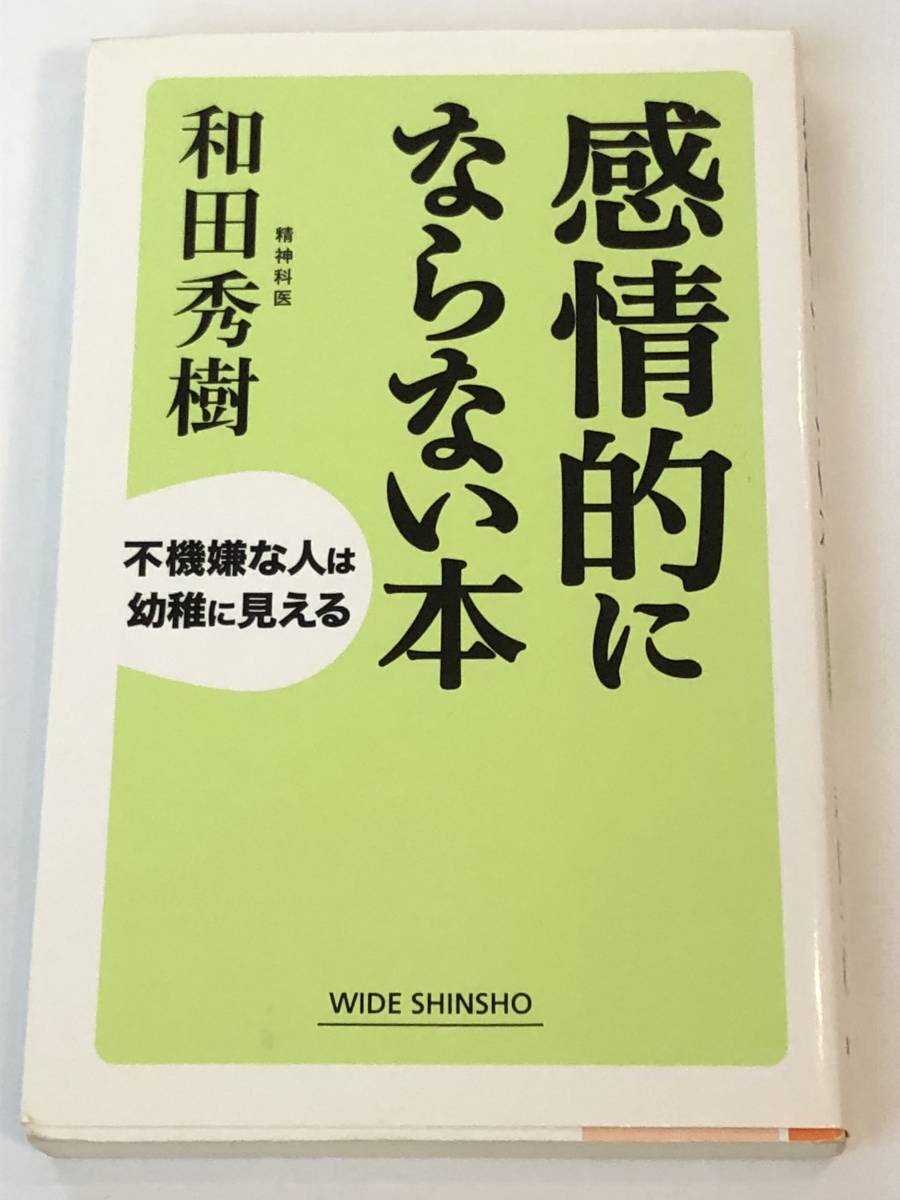 感情的に
ならない本
精神科医
和田秀樹
不機嫌な人は
幼稚に見える
WIDE SHINSHO